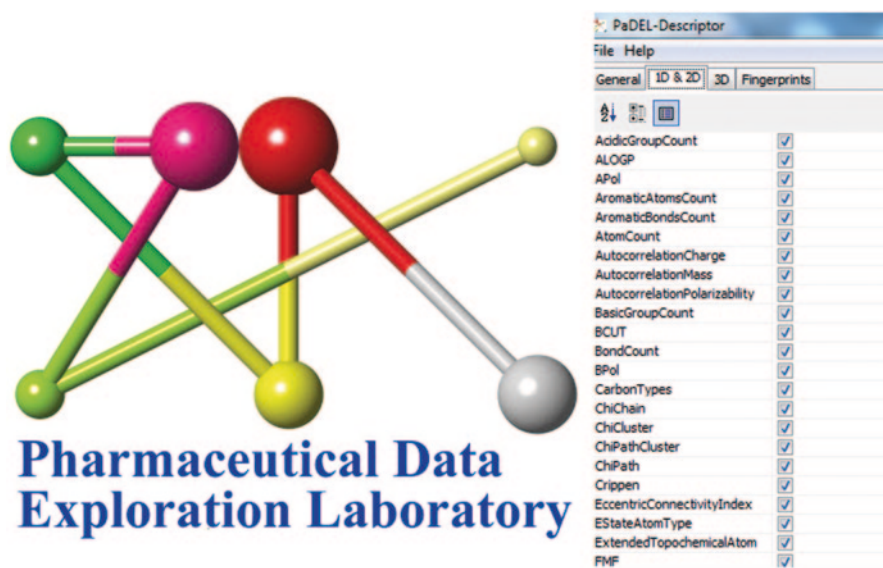 Pharmaceutical Data
Exploration Laboratory
PaDEL-Descriptor
File Help
General 1D & 2D 3D Fingerprints
AcidicGroupCount
ALOGP
APol
AromaticAtomsCount
AromaticBondsCount
AtomCount
AutocorrelationCharge
AutocorrelationMass
AutocorrelationPolarizability
BasicGroupCount
BCUT
BondCount
BPol
CarbonTypes
ChiChain
ChiCluster
ChiPathCluster
ChiPath
Crippen
EccentricConnectivityIndex
EStateAtomType
ExtendedTopochemicalAtom
FMF